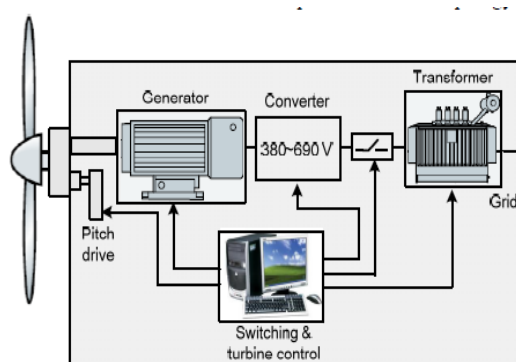 Transformer
Generator
Converter
380~690 V
Grid
Pitch
drive
Switching &
turbine control